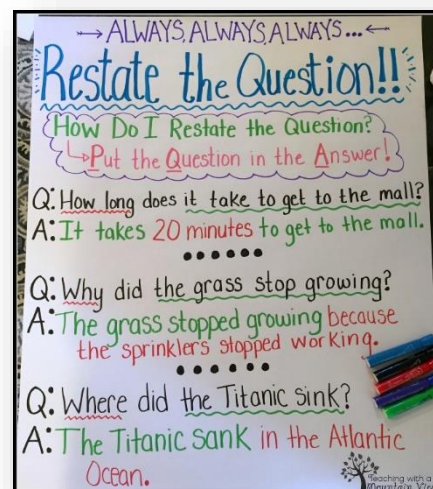 ALWAYS, ALWAYS, ALWAYS...
Restate the Question!!
How Do I Restate the Question?
Put the Question in the Answer!
Q: How long does it take to get to the mall?
A: It takes 20 minutes to get to the mall.
Q: Why did the grass stop growing?
A: The grass stopped growing because
the sprinklers stopped working.
Q: Where did the Titanic sink?
A: The Titanic sank in the Atlantic
Ocean.
Teaching with a
Mountain View